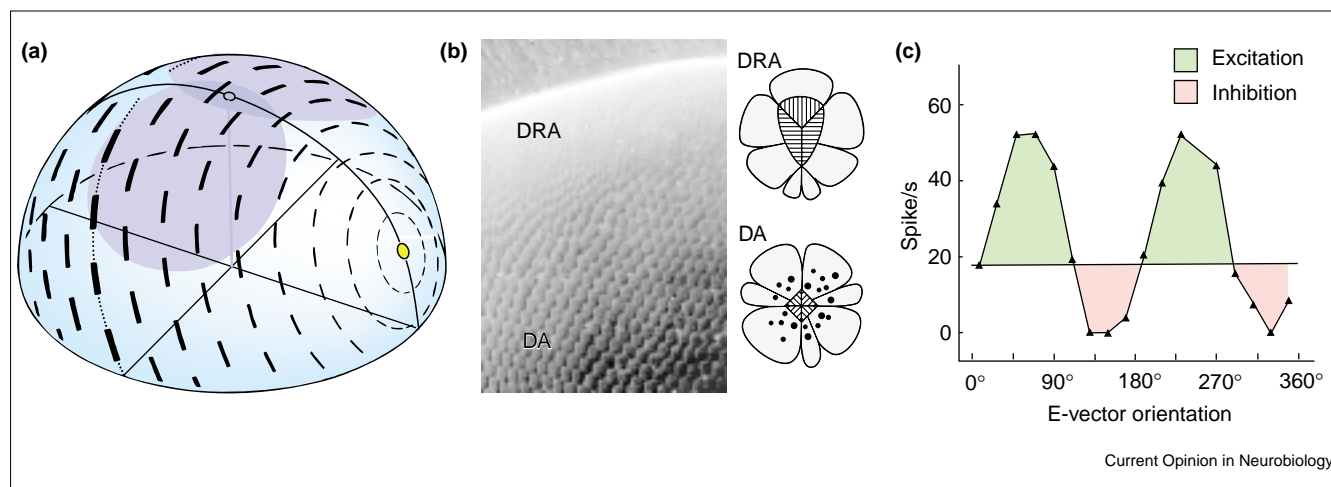 (a)
(b)
DRA
DA
DRA
DA
(c)
Excitation
Inhibition
Spike/s
60
40
20
0
0° 90° 180° 270° 360°
E-vector orientation
Current Opinion in Neurobiology